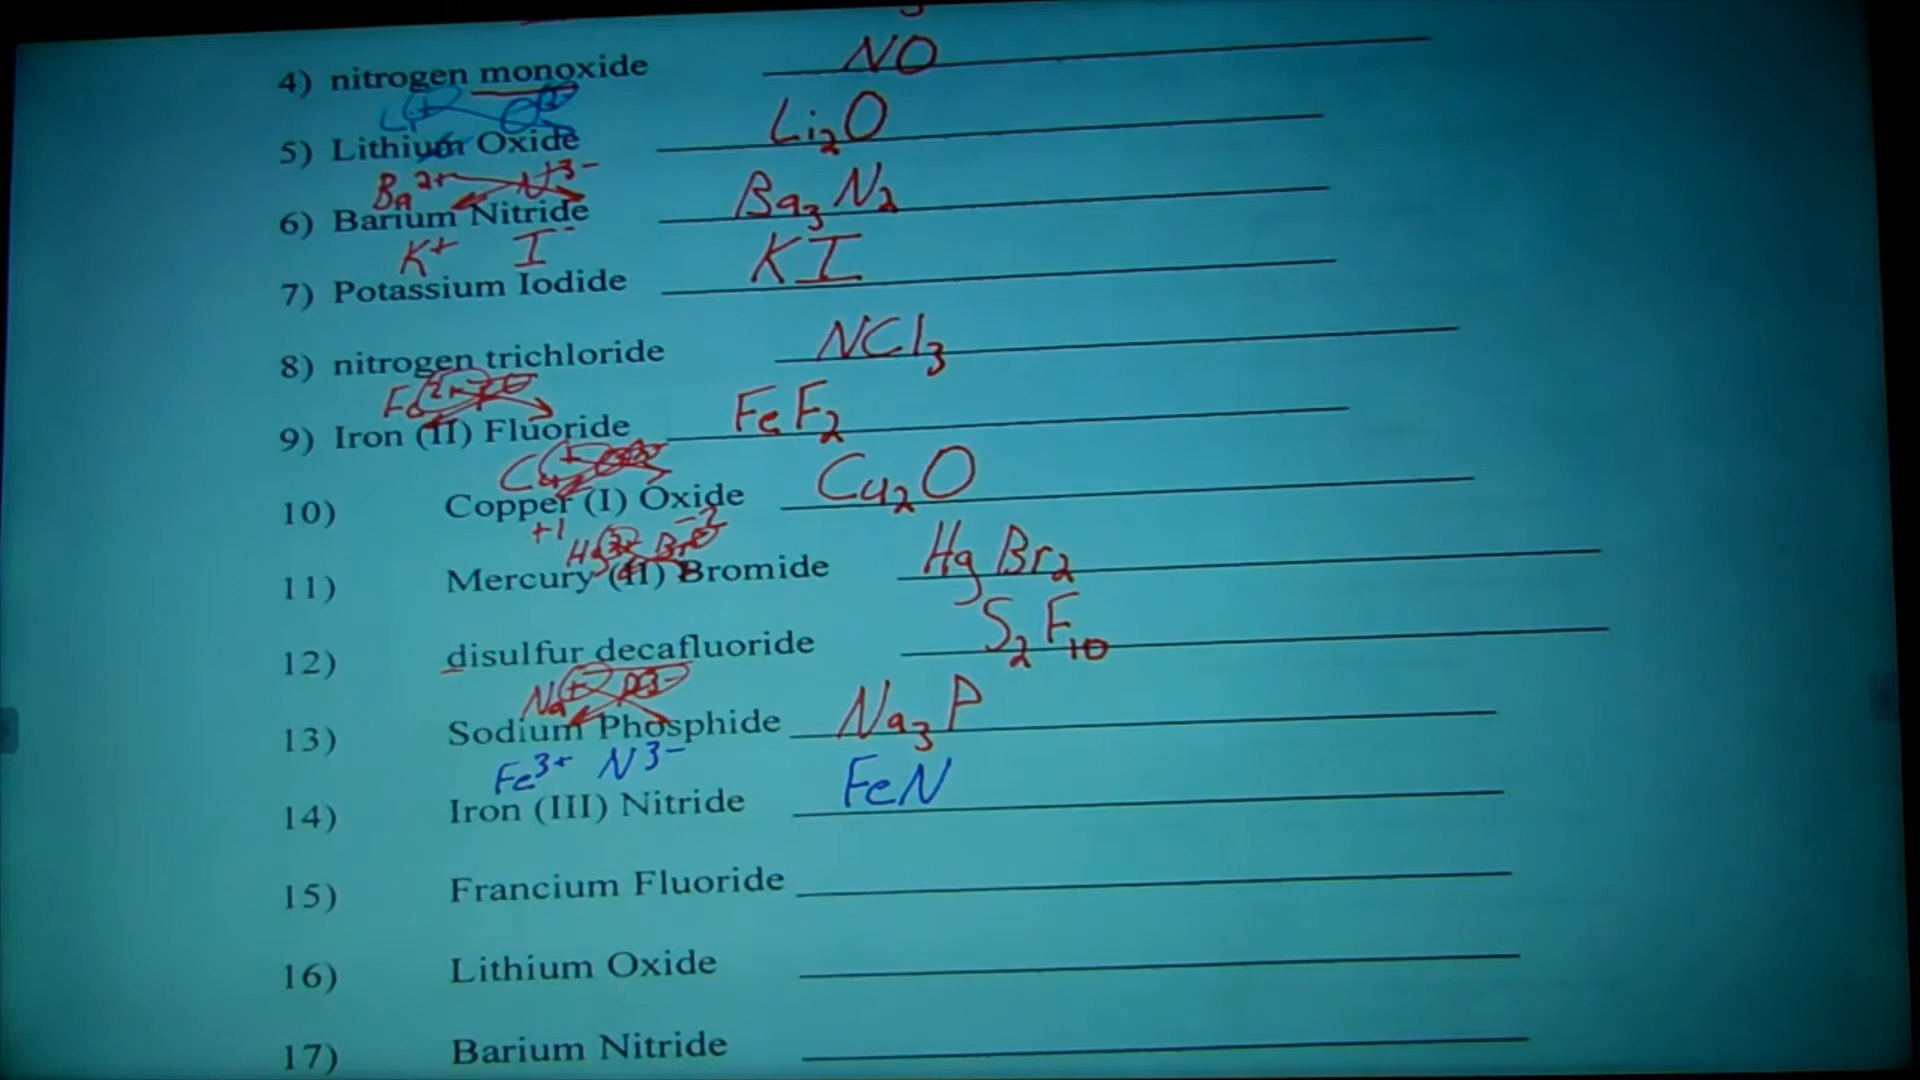 4) nitrogen monoxide NO
5) Lithium Oxide Li₂O
Ba²⁺ N³⁻
6) Barium Nitride Ba₃N₂
K⁺ I⁻
7) Potassium Iodide KI
8) nitrogen trichloride NCl₃
9) Iron (II) Fluoride FeF₂
10) Copper (I) Oxide Cu₂O
+1 -2
11) Mercury (II) Bromide HgBr₂
12) disulfur decafluoride S₂F₁₀
Na
13) Sodium Phosphide Na₃P
Fe³⁺ N³⁻
14) Iron (III) Nitride FeN
15) Francium Fluoride
16) Lithium Oxide
17) Barium Nitride